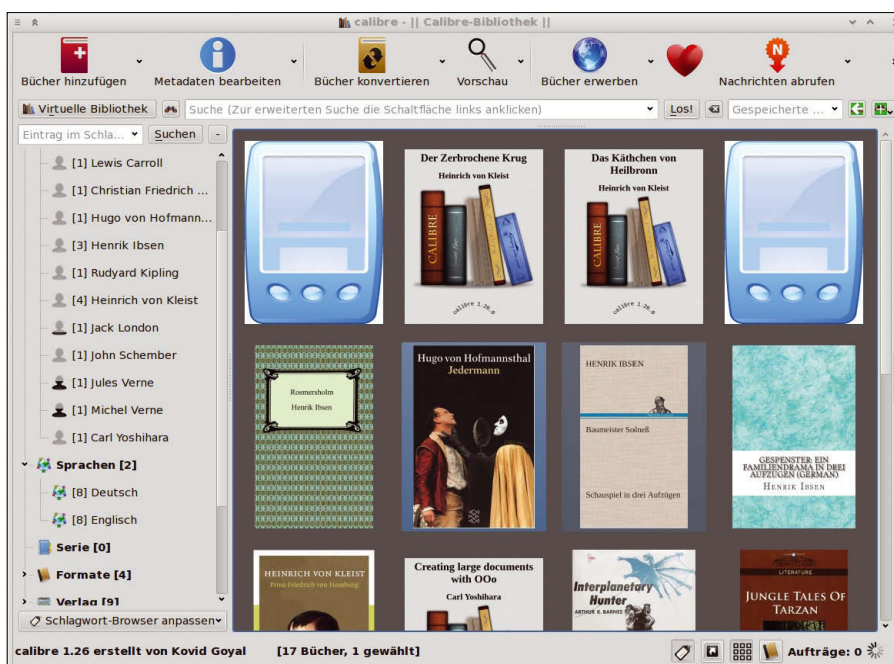 calibre - || Calibre-Bibliothek ||
Bücher hinzufügen Metadaten bearbeiten Bücher konvertieren Vorschau Bücher erwerben Nachrichten abrufen
N
Virtuelle Bibliothek Suche (Zur erweiterten Suche die Schaltfläche links anklicken) Los! Gespeicherte ...
Eintrag im Schla... Suchen -
[1] Lewis Carroll
[1] Christian Friedrich ...
[1] Hugo von Hofmann...
[3] Henrik Ibsen
[1] Rudyard Kipling
[4] Heinrich von Kleist
[1] Jack London
[1] John Schember
[1] Jules Verne
[1] Michel Verne
[1] Carl Yoshihara
Sprachen [2]
[8] Deutsch
[8] Englisch
Serie [0]
Formate [4]
Verlag [9]
Schlagwort-Browser anpassen
Der Zerbrochene Krug
Heinrich von Kleist
CALIBRE
calibre 1.26.0
Das Käthchen von
Heilbronn
Heinrich von Kleist
CALIBRE
calibre 1.26.0
Rosmersholm
Henrik Ibsen
Hugo von Hofmannsthal
Jedermann
HENRIK IBSEN
Baumeister Solneß
Schauspiel in drei Aufzügen
GESPENSTER: EIN
FAMILIENDRAMA IN DREI
AUFZÜGEN (GERMAN)
HENRIK IBSEN
HEINRICH VON KLEIST
Prinz Friedrich von Homburg
Creating large documents
with OOo
Carl Yoshihara
Interplanetary
Hunter
ARTHUR K. BARNES
LITERATURE
JUNGLE TALES OF
TARZAN
calibre 1.26 erstellt von Kovid Goyal [17 Bücher, 1 gewählt] Aufträge: 0